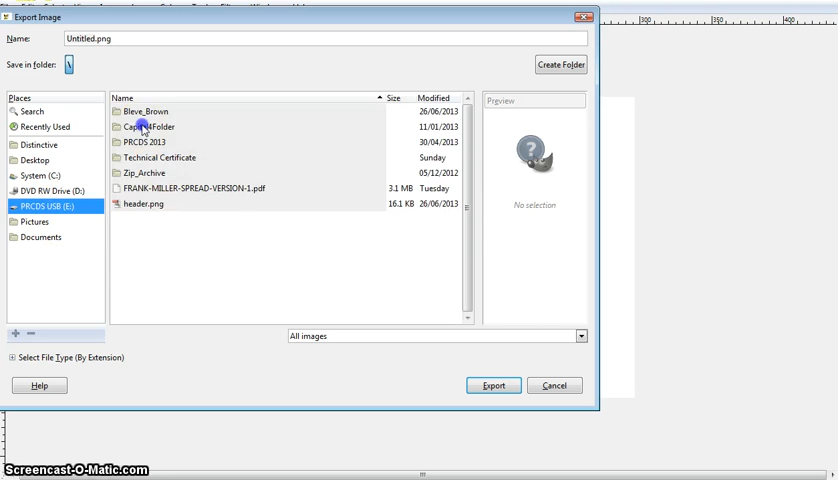 Export Image
Name: Untitled.png
Save in folder: \ Create Folder
Places Name Size Modified Preview
Search Bleve_Brown 26/06/2013
Recently Used 11/01/2013
PRCDS 2013 30/04/2013
Distinctive
Desktop Technical Certificate Sunday
System (C:) Zip_Archive 05/12/2012
DVD RW Drive (D:) FRANK-MILLER-SPREAD-VERSION-1.pdf 3.1 MB Tuesday
PRCDS USB (E:) header.png 16.1 KB 26/06/2013
No selection
Pictures
Documents
All images
Select File Type (By Extension)
Help Export Cancel
300 350 400
Screencast-O-Matic.com